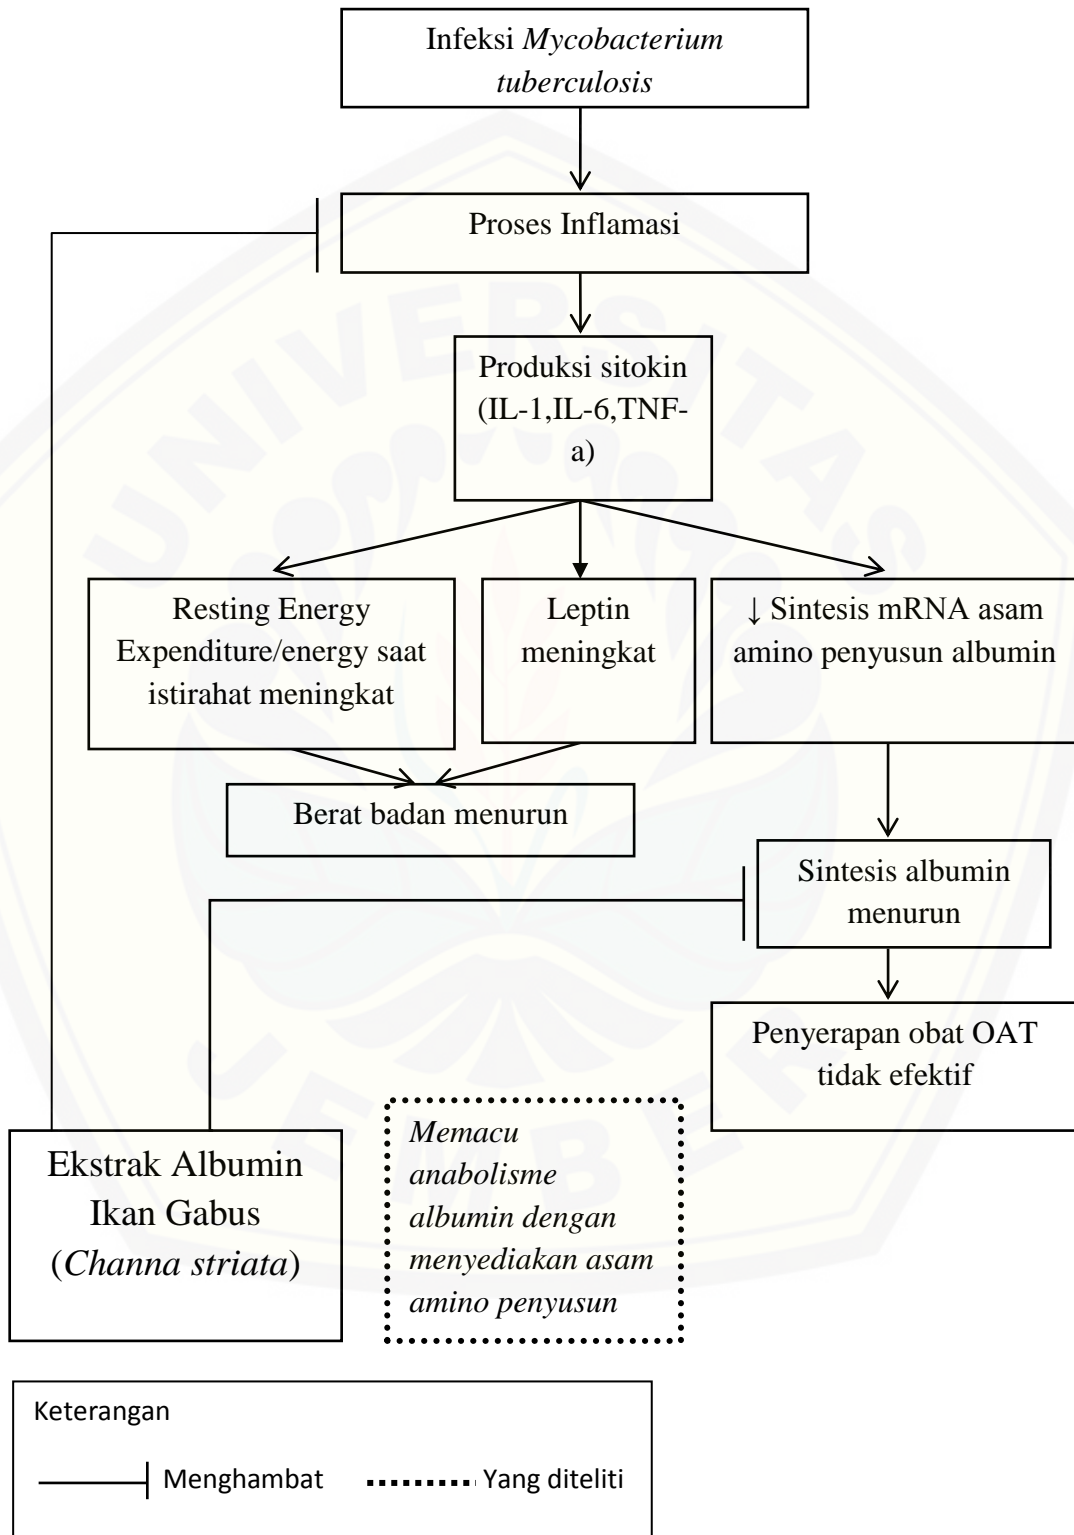 Infeksi Mycobacterium
tuberculosis
Proses Inflamasi
Produksi sitokin
(IL-1,IL-6,TNF-
a)
Resting Energy
Expenditure/energy saat
istirahat meningkat
Leptin
meningkat
↓ Sintesis mRNA asam
amino penyusun albumin
Berat badan menurun
Sintesis albumin
menurun
Penyerapan obat OAT
tidak efektif
Ekstrak Albumin
Ikan Gabus
(Channa striata)
Memacu
anabolisme
albumin dengan
menyediakan asam
amino penyusun
Keterangan
Menghambat
Yang diteliti
UNIVERSITAS
JEMBER